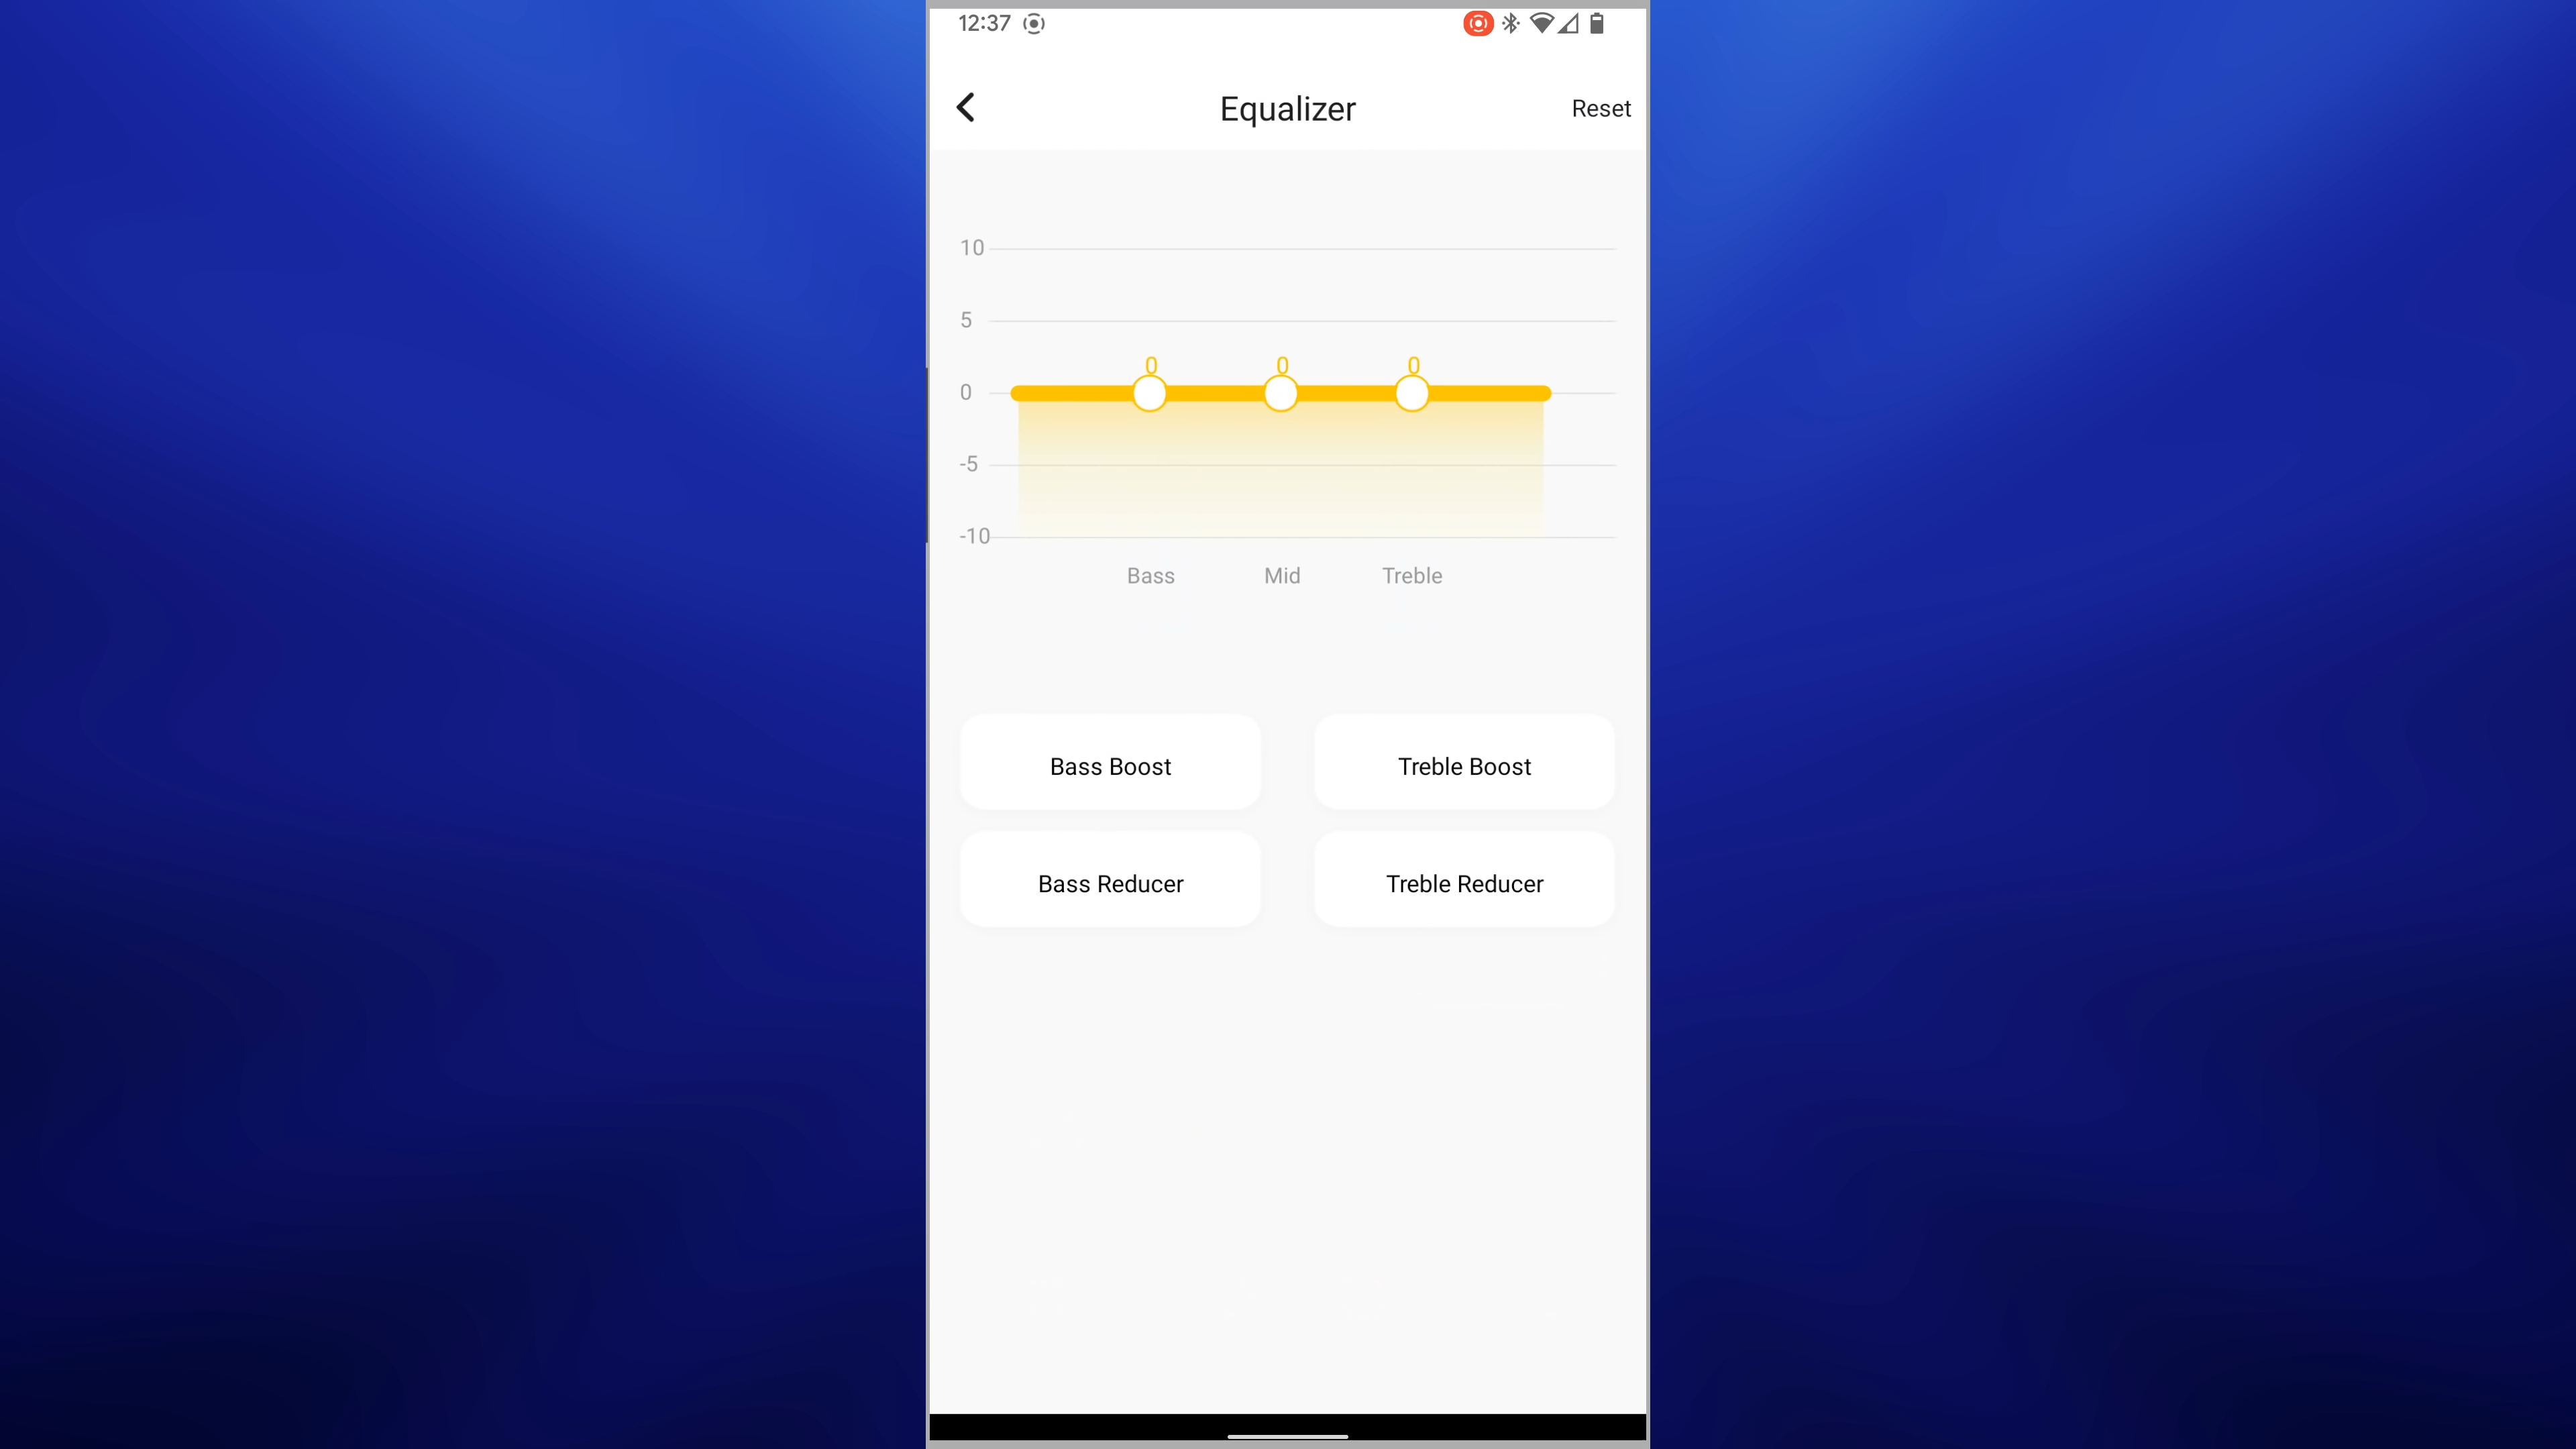 12:37
Equalizer
Reset
10
5
0 0 0
0
-5
-10
Bass Mid Treble
Bass Boost
Treble Boost
Bass Reducer
Treble Reducer